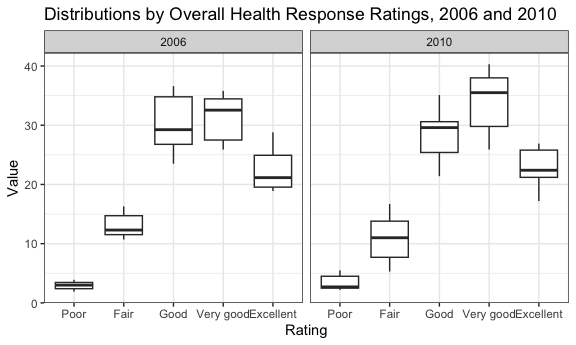 Distributions by Overall Health Response Ratings, 2006 and 2010
2006
2010
40
30
20
10
0
Value
Poor Fair Good Very good Excellent
Poor Fair Good Very good Excellent
Rating